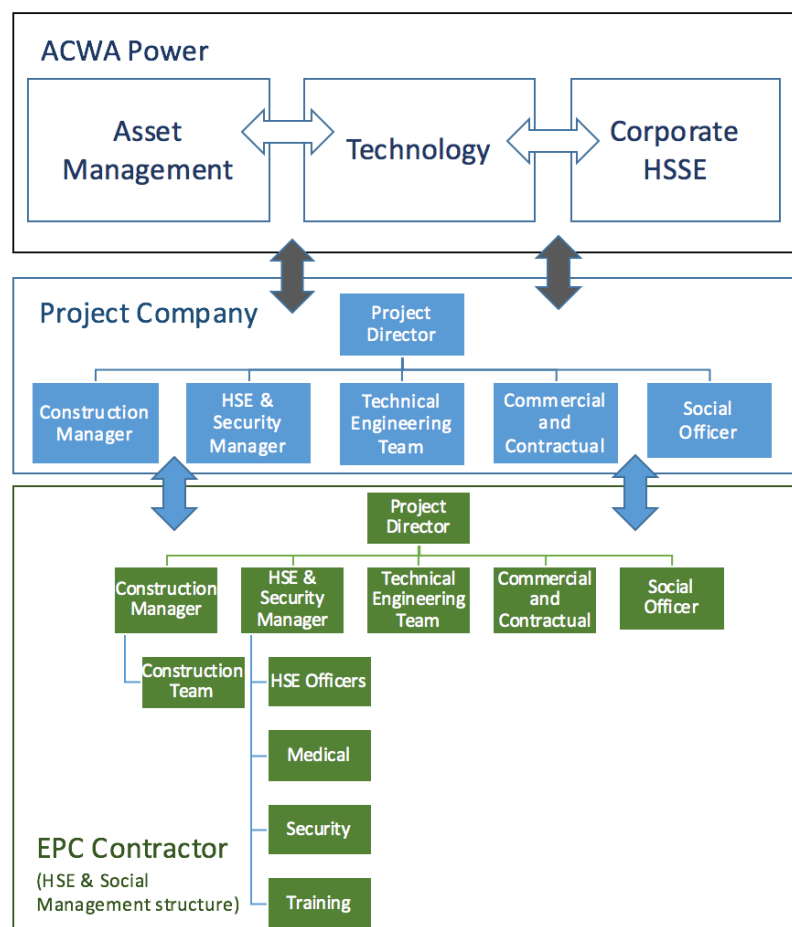 ACWA Power
Asset
Management
Technology
Corporate
HSSE
Project Company
Project
Director
Construction
Manager
HSE &
Security
Manager
Technical
Engineering
Team
Commercial
and
Contractual
Social
Officer
Project
Director
Construction
Manager
HSE &
Security
Manager
Technical
Engineering
Team
Commercial
and
Contractual
Social
Officer
Construction
Team
HSE Officers
Medical
Security
Training
EPC Contractor
(HSE & Social
Management structure)